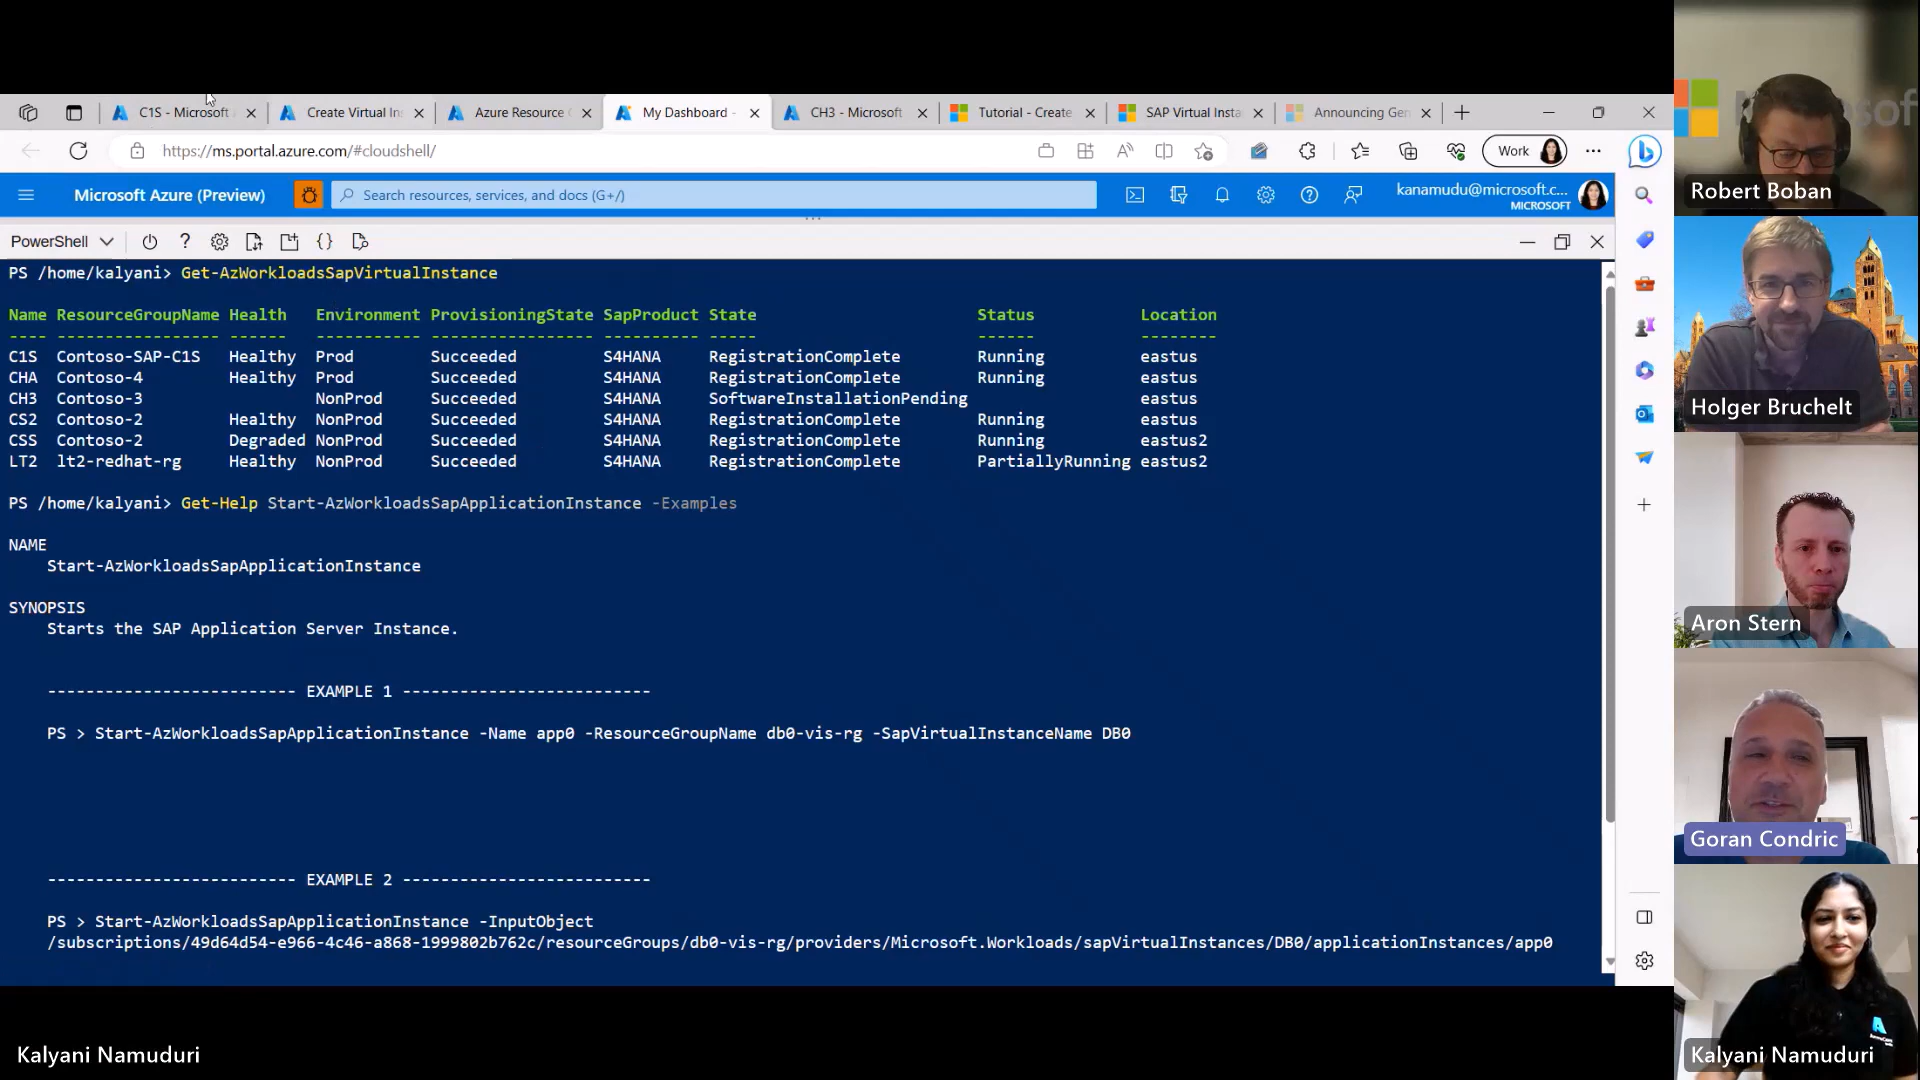 C1S - Microsoft
Create Virtual In
Azure Resource
My Dashboard -
CH3 - Microsoft
Tutorial - Create
SAP Virtual Insta
Announcing Gen
https://ms.portal.azure.com/#cloudshell/
Work
Microsoft Azure (Preview)
Search resources, services, and docs (G+/)
kanamudu@microsoft.c...
MICROSOFT
PowerShell
PS /home/kalyani> Get-AzWorkloadsSapVirtualInstance
Name ResourceGroupName Health Environment ProvisioningState SapProduct State Status Location
---- ----------------- ------ ----------- ----------------- ---------- ----- ------ --------
C1S Contoso-SAP-C1S Healthy Prod Succeeded S4HANA RegistrationComplete Running eastus
CHA Contoso-4 Healthy Prod Succeeded S4HANA RegistrationComplete Running eastus
CH3 Contoso-3 NonProd Succeeded S4HANA SoftwareInstallationPending eastus
CS2 Contoso-2 Healthy NonProd Succeeded S4HANA RegistrationComplete Running eastus
CSS Contoso-2 Degraded NonProd Succeeded S4HANA RegistrationComplete Running eastus2
LT2 lt2-redhat-rg Healthy NonProd Succeeded S4HANA RegistrationComplete PartiallyRunning eastus2
PS /home/kalyani> Get-Help Start-AzWorkloadsSapApplicationInstance -Examples
NAME
Start-AzWorkloadsSapApplicationInstance
SYNOPSIS
Starts the SAP Application Server Instance.
-------------------------- EXAMPLE 1 --------------------------
PS > Start-AzWorkloadsSapApplicationInstance -Name app0 -ResourceGroupName db0-vis-rg -SapVirtualInstanceName DB0
-------------------------- EXAMPLE 2 --------------------------
PS > Start-AzWorkloadsSapApplicationInstance -InputObject
/subscriptions/49d64d54-e966-4c46-a868-1999802b762c/resourceGroups/db0-vis-rg/providers/Microsoft.Workloads/sapVirtualInstances/DB0/applicationInstances/app0
Kalyani Namuduri
Robert Boban
Holger Bruchelt
Aron Stern
Goran Condric
Kalyani Namuduri